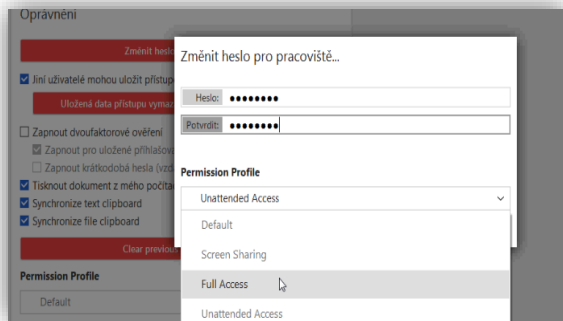 Oprávnění
Změnit heslo
Jiní uživatelé mohou uložit přístup
Uložená data přístupu vymaz
Zapnout dvoufaktorové ověření
Zapnout pro uložené přihlašov
Zapnout krátkodobá hesla (vzd
Tisknout dokument z mého počíta
Synchronize text clipboard
Synchronize file clipboard
Clear previous
Permission Profile
Default
Změnit heslo pro pracoviště...
Heslo:
Potvrdit:
Permission Profile
Unattended Access
Default
Screen Sharing
Full Access
Unattended Access